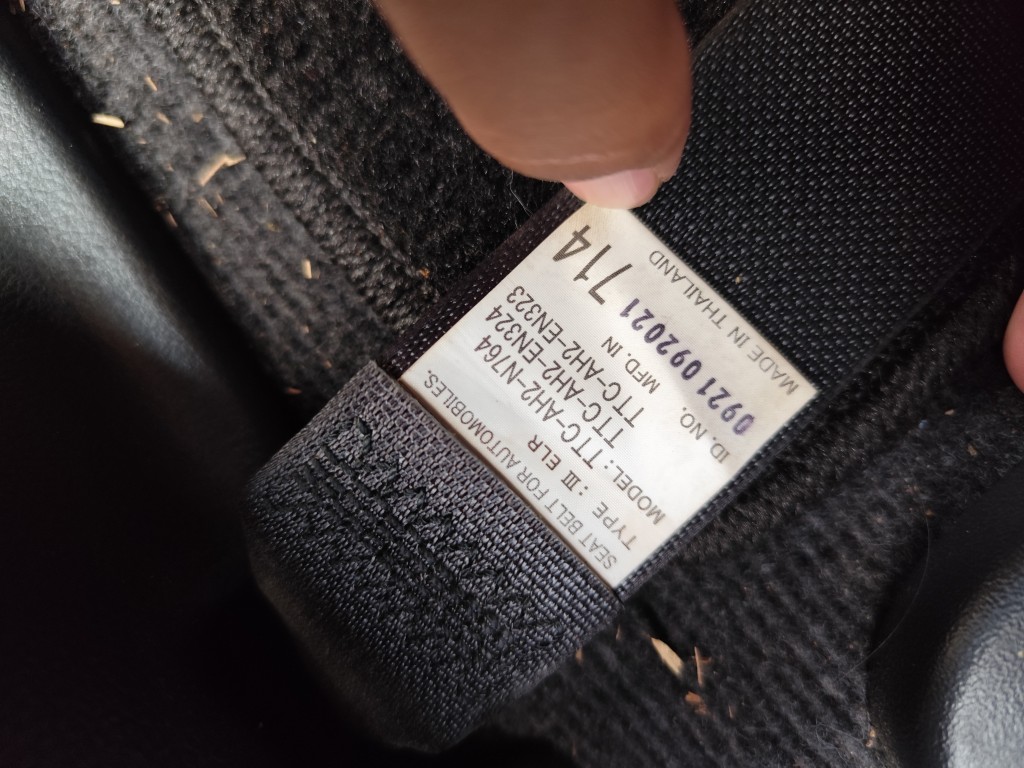 SEAT BELT FOR AUTOMOBILES.
TYPE : III ELR
MODEL : TTC-AH2-N764
TTC-AH2-EN324
TTC-AH2-EN323
ID. NO. MFD. IN
0921 092021 714
MADE IN THAILAND